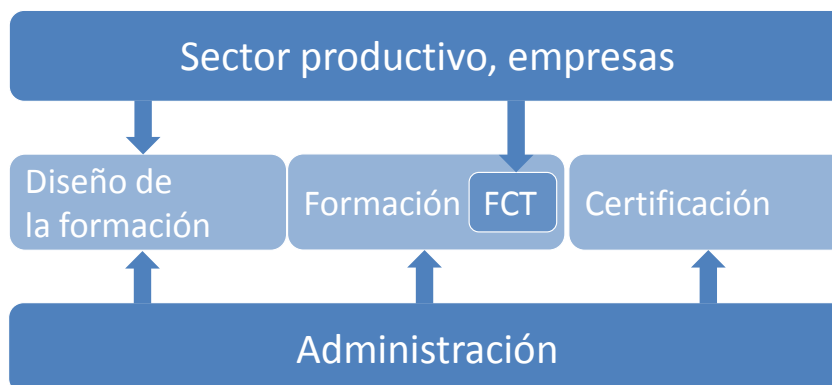 Sector productivo, empresas
Diseño de
la formación
Formación
FCT
Certificación
Administración